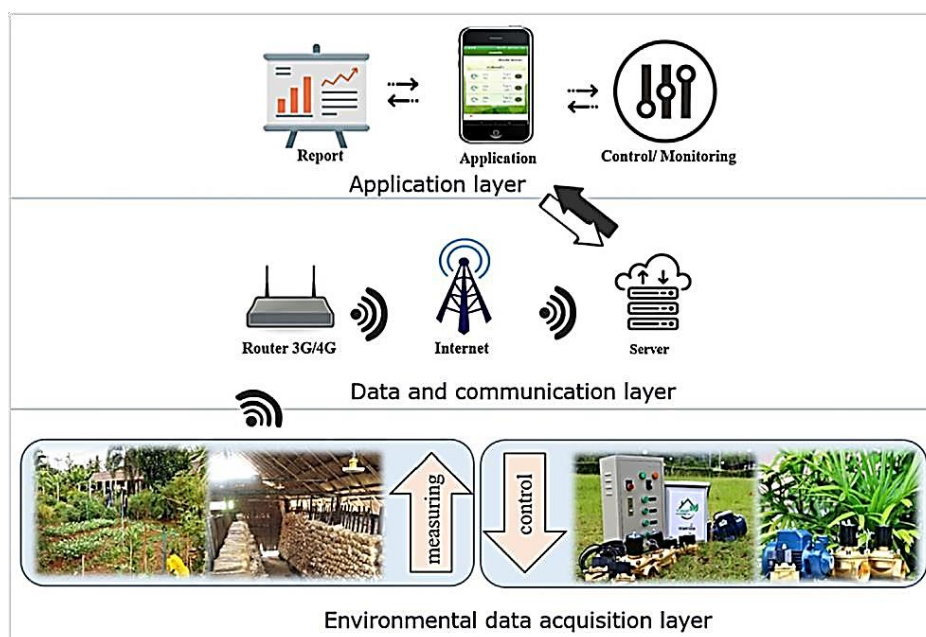 Report
Application
Control/ Monitoring
Application layer
Router 3G/4G
Internet
Server
Data and communication layer
measuring
control
Environmental data acquisition layer